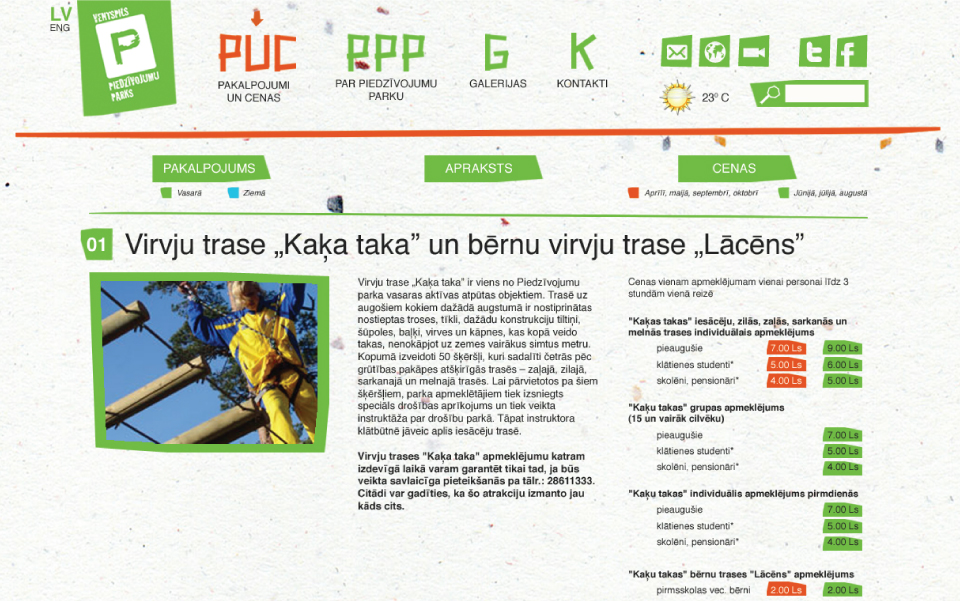 LV
ENG
VENTSPILS
P
PIEDZĪVOJUMU
PARKS
PUC
PAKALPOJUMI
UN CENAS
PPP
PAR PIEDZĪVOJUMU
PARKU
G
GALERIJAS
K
KONTAKTI
23° C
PAKALPOJUMS
APRAKSTS
CENAS
Vasarā
Ziemā
Aprīlī, maijā, septembrī, oktobrī
Jūnijā, jūlijā, augustā
01 Virvju trase „Kaķa taka” un bērnu virvju trase „Lācēns”
Virvju trase „Kaķa taka” ir viens no Piedzīvojumu
parka vasaras aktīvas atpūtas objektiem. Trasē uz
augošiem kokiem dažādā augstumā ir nostiprinātas
nostieptas troses, tīkli, dažādu konstrukciju tiltiņi,
šūpoles, baļķi, virves un kāpnes, kas kopā veido
takas, nenokāpjot uz zemes vairākus simtus metru.
Kopumā izveidoti 50 šķēršļi, kuri sadalīti četrās pēc
grūtības pakāpes atšķirīgās trasēs – zaļajā, zilajā,
sarkanajā un melnajā trasēs. Lai pārvietotos pa šiem
šķēršļiem, parka apmeklētājiem tiek izsniegts
speciāls drošības aprīkojums un tiek veikta
instruktāža par drošību parkā. Tāpat instruktora
klātbūtnē jāveic aplis iesācēju trasē.
Virvju trases "Kaķa taka" apmeklējumu katram
izdevīgā laikā varam garantēt tikai tad, ja būs
veikta savlaicīga pieteikšanās pa tālr.: 28611333.
Citādi var gadīties, ka šo atrakciju izmanto jau
kāds cits.
Cenas vienam apmeklējumam vienai personai līdz 3
stundām vienā reizē
"Kaķas takas" iesācēju, zilās, zaļās, sarkanās un
melnās trases individuālais apmeklējums
pieaugušie 7.00 Ls 9.00 Ls
klātienes studenti* 5.00 Ls 6.00 Ls
skolēni, pensionāri* 4.00 Ls 5.00 Ls
"Kaķu takas" grupas apmeklējums
(15 un vairāk cilvēku)
pieaugušie 7.00 Ls
klātienes studenti* 5.00 Ls
skolēni, pensionāri* 4.00 Ls
"Kaķu takas" individuālis apmeklējums pirmdienās
pieaugušie 7.00 Ls
klātienes studenti* 5.00 Ls
skolēni, pensionāri* 4.00 Ls
"Kaķu takas" bērnu trases "Lācēns" apmeklējums
pirmsskolas vec. bērni 2.00 Ls 2.00 Ls